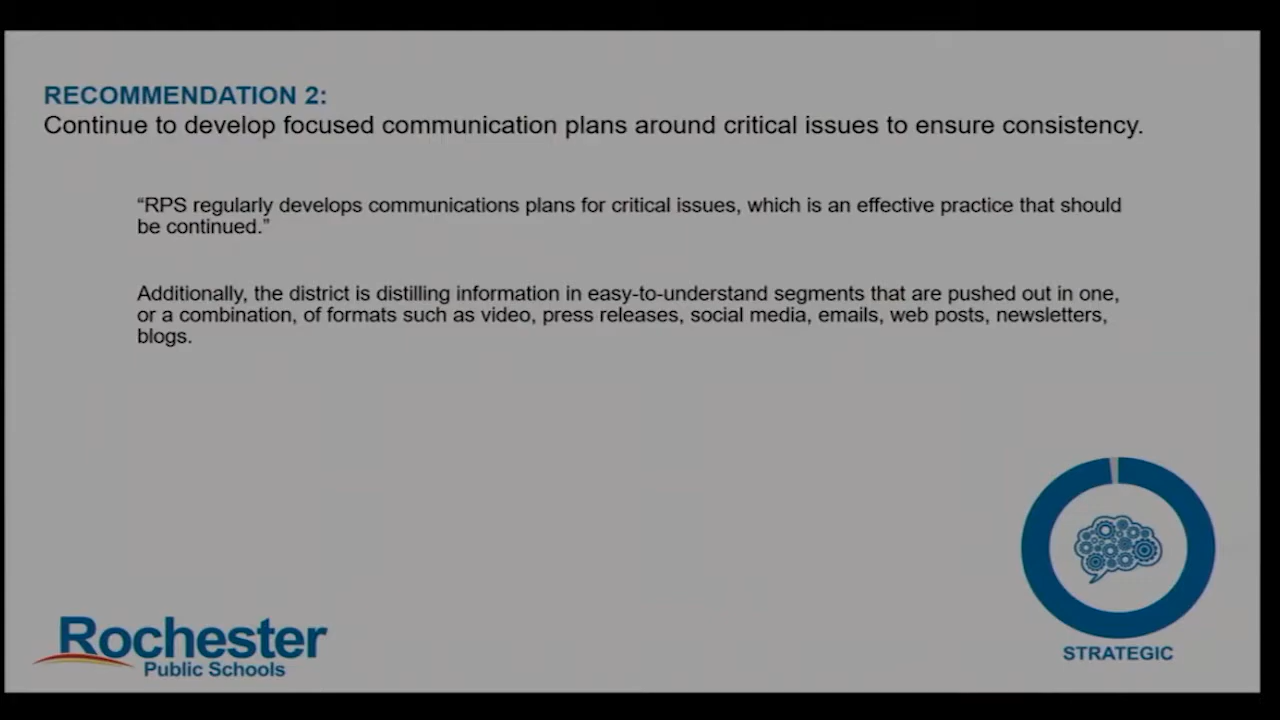 RECOMMENDATION 2:
Continue to develop focused communication plans around critical issues to ensure consistency.
“RPS regularly develops communications plans for critical issues, which is an effective practice that should
be continued.”
Additionally, the district is distilling information in easy-to-understand segments that are pushed out in one,
or a combination, of formats such as video, press releases, social media, emails, web posts, newsletters,
blogs.
STRATEGIC
Rochester
Public Schools